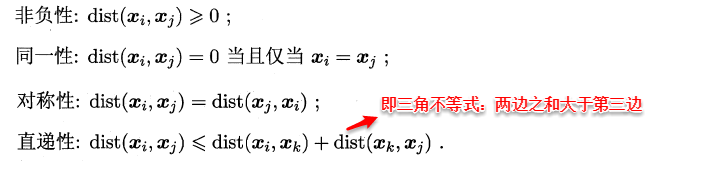 非负性: dist(xᵢ, xⱼ) ⩾ 0 ;
同一性: dist(xᵢ, xⱼ) = 0 当且仅当 xᵢ = xⱼ ;
对称性: dist(xᵢ, xⱼ) = dist(xⱼ, xᵢ) ;
即三角不等式：两边之和大于第三边
直递性: dist(xᵢ, xⱼ) ⩽ dist(xᵢ, xₖ) + dist(xₖ, xⱼ) .